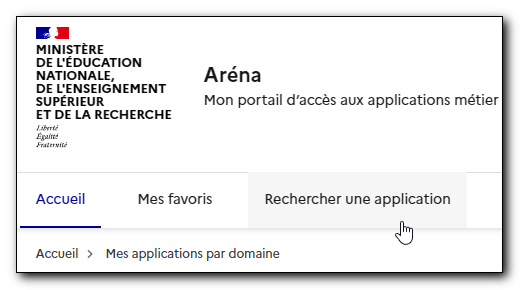 MINISTÈRE
DE L'ÉDUCATION
NATIONALE,
DE L'ENSEIGNEMENT
SUPÉRIEUR
ET DE LA RECHERCHE
Liberté
Égalité
Fraternité
Aréna
Mon portail d'accès aux applications métier
Accueil Mes favoris Rechercher une application
Accueil > Mes applications par domaine